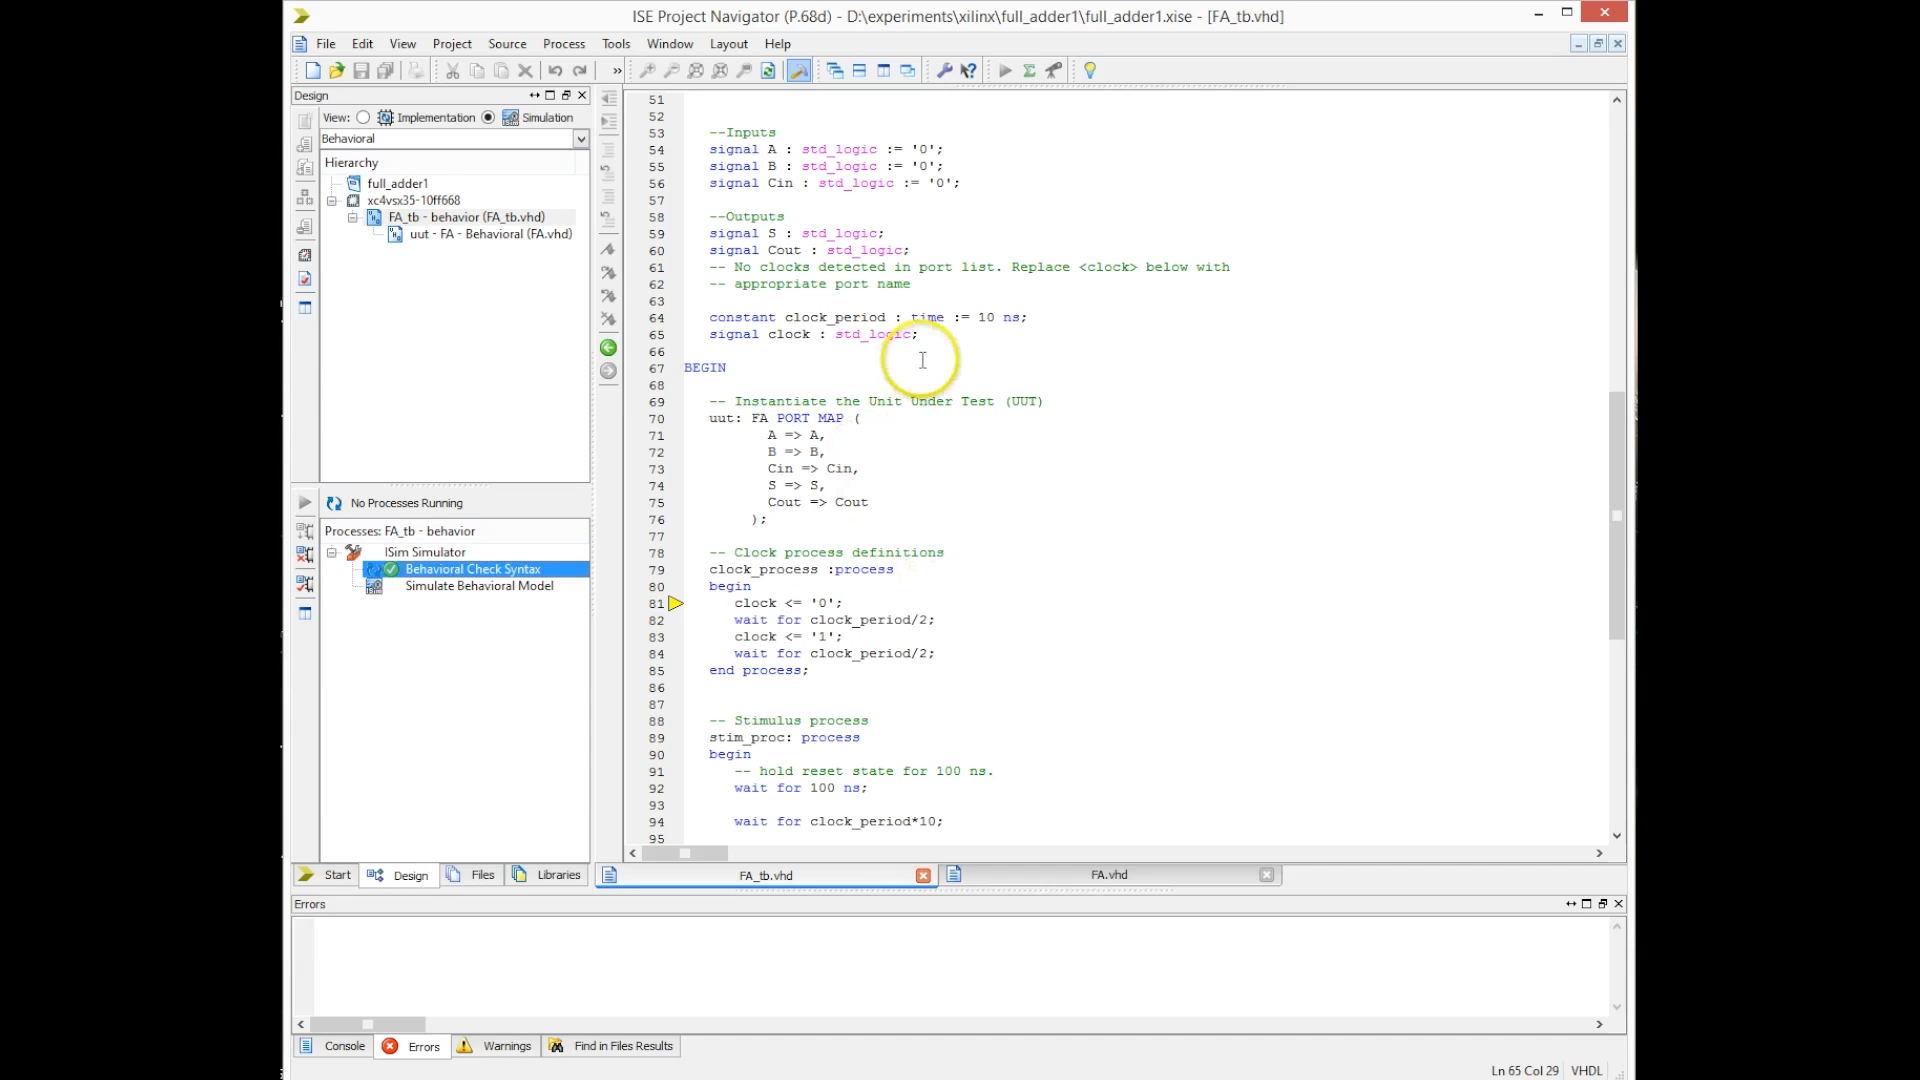 ISE Project Navigator (P.68d) - D:\experiments\xilinx\full_adder1\full_adder1.xise - [FA_tb.vhd]
File Edit View Project Source Process Tools Window Layout Help
Design
View: Implementation Simulation
Behavioral
Hierarchy
full_adder1
xc4vsx35-10ff668
FA_tb - behavior (FA_tb.vhd)
uut - FA - Behavioral (FA.vhd)
No Processes Running
Processes: FA_tb - behavior
ISim Simulator
Behavioral Check Syntax
Simulate Behavioral Model
Start Design Files Libraries
51
52
53 --Inputs
54 signal A : std_logic := '0';
55 signal B : std_logic := '0';
56 signal Cin : std_logic := '0';
57
58 --Outputs
59 signal S : std_logic;
60 signal Cout : std_logic;
61 -- No clocks detected in port list. Replace <clock> below with
62 -- appropriate port name
63
64 constant clock_period : time := 10 ns;
65 signal clock : std_logic;
66
67 BEGIN
68
69 -- Instantiate the Unit Under Test (UUT)
70 uut: FA PORT MAP (
71 A => A,
72 B => B,
73 Cin => Cin,
74 S => S,
75 Cout => Cout
76 );
77
78 -- Clock process definitions
79 clock_process :process
80 begin
81 clock <= '0';
82 wait for clock_period/2;
83 clock <= '1';
84 wait for clock_period/2;
85 end process;
86
87
88 -- Stimulus process
89 stim_proc: process
90 begin
91 -- hold reset state for 100 ns.
92 wait for 100 ns;
93
94 wait for clock_period*10;
95
FA_tb.vhd FA.vhd
Errors
Console Errors Warnings Find in Files Results
Ln 65 Col 29 VHDL